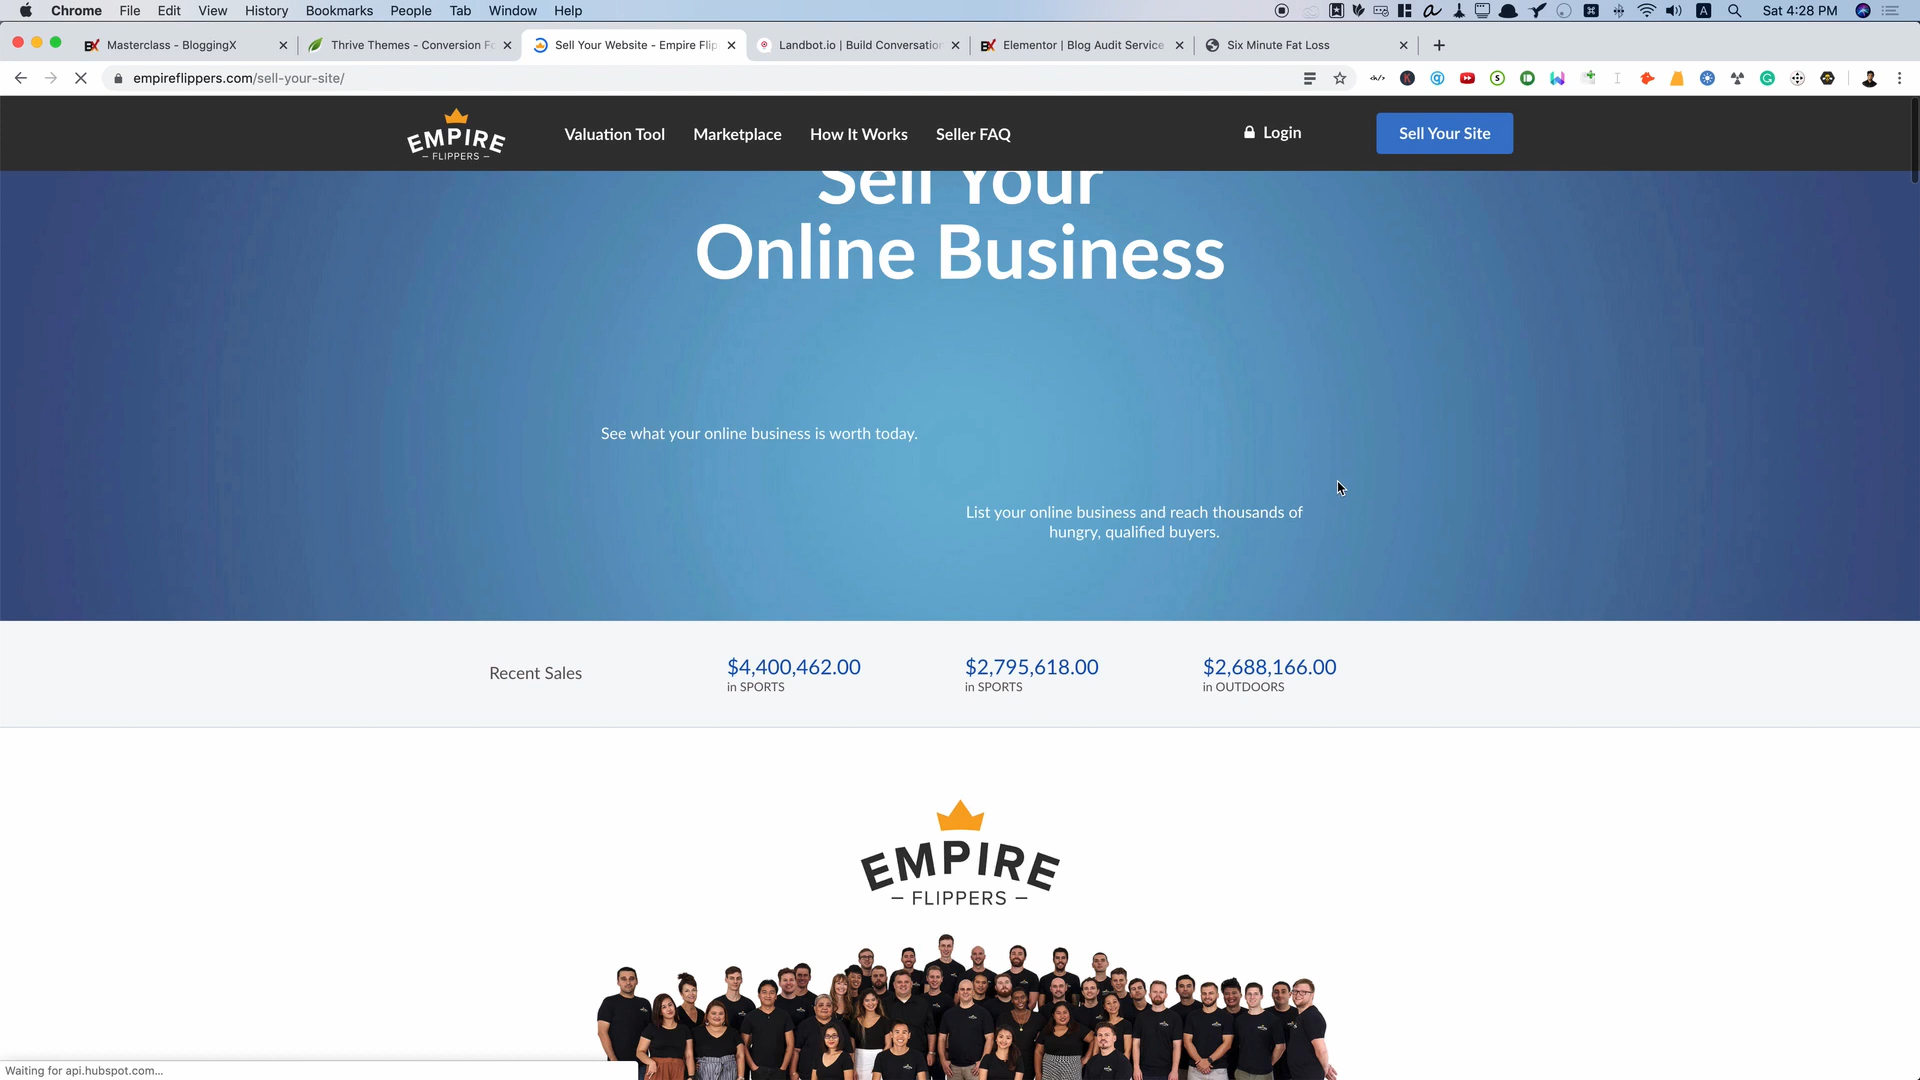 Chrome File Edit View History Bookmarks People Tab Window Help Sat 4:28 PM
Masterclass - BloggingX Thrive Themes - Conversion Fo Sell Your Website - Empire Flip Landbot.io | Build Conversation Elementor | Blog Audit Service Six Minute Fat Loss
empireflippers.com/sell-your-site/
EMPIRE
FLIPPERS
Valuation Tool Marketplace How It Works Seller FAQ Login Sell Your Site
Sell Your
Online Business
See what your online business is worth today.
List your online business and reach thousands of
hungry, qualified buyers.
Recent Sales
$4,400,462.00
in SPORTS
$2,795,618.00
in SPORTS
$2,688,166.00
in OUTDOORS
EMPIRE
FLIPPERS
Waiting for api.hubspot.com...